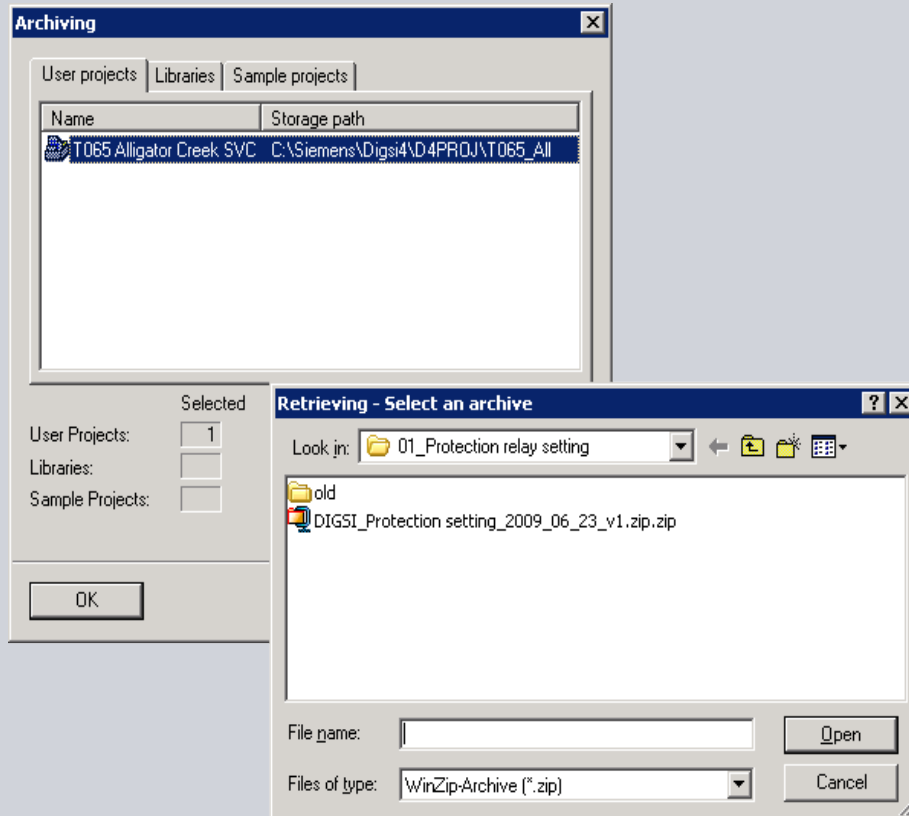 Archiving
User projects Libraries Sample projects
Name Storage path
T065 Alligator Creek SVC C:\Siemens\Digsi4\D4PROJ\T065_All
Selected
User Projects: 1
Libraries:
Sample Projects:
OK
Retrieving - Select an archive
Look in: 01_Protection relay setting
old
DIGSI_Protection setting_2009_06_23_v1.zip.zip
File name:
Open
Files of type: WinZip-Archive (*.zip)
Cancel